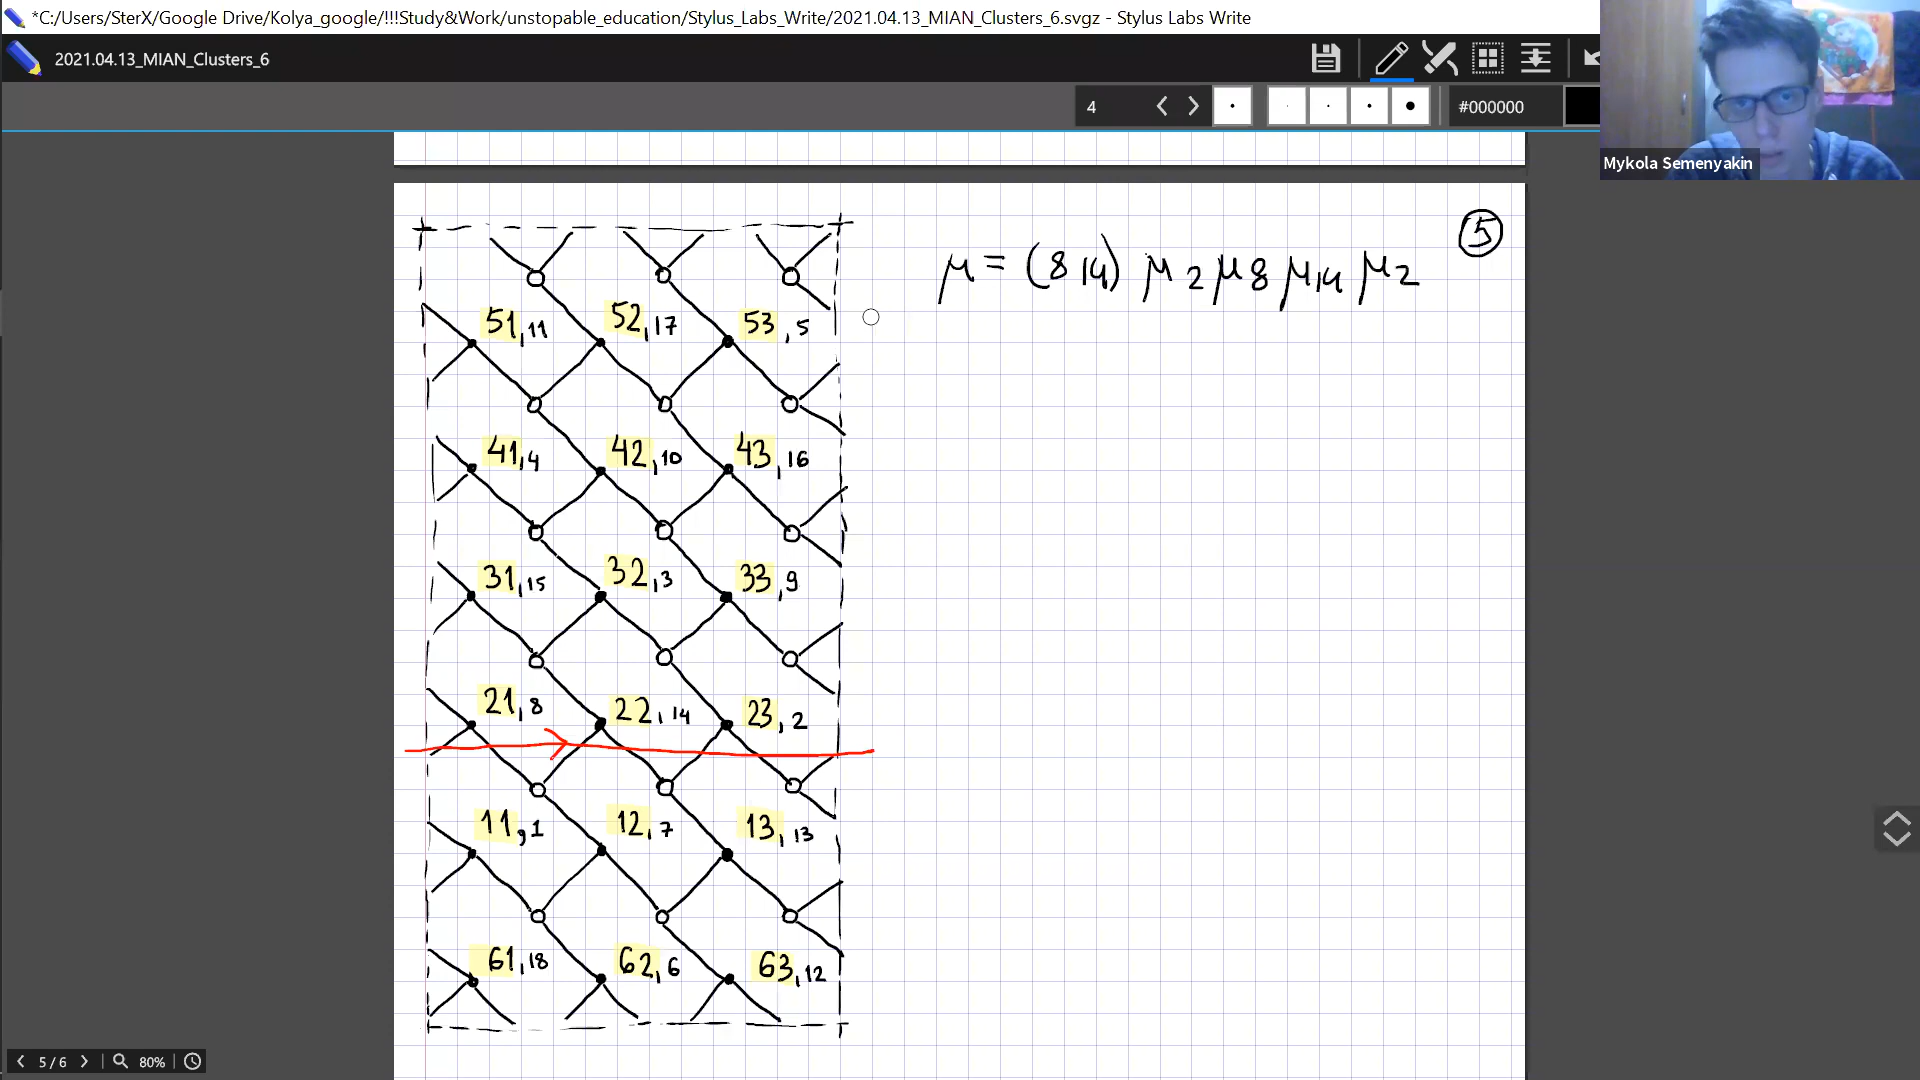 *C:/Users/SterX/Google Drive/Kolya_google/!!!Study&Work/unstopable_education/Stylus_Labs_Write/2021.04.13_MIAN_Clusters_6.svgz - Stylus Labs Write
2021.04.13_MIAN_Clusters_6
4
#000000
Mykola Semenyakin
5
μ = (8 14) μ2 μ8 μ14 μ2
51,11 52,17 53,5
41,4 42,10 43,16
31,15 32,3 33,9
21,8 22,14 23,2
11,1 12,7 13,13
61,18 62,6 63,12
5 / 6 80%